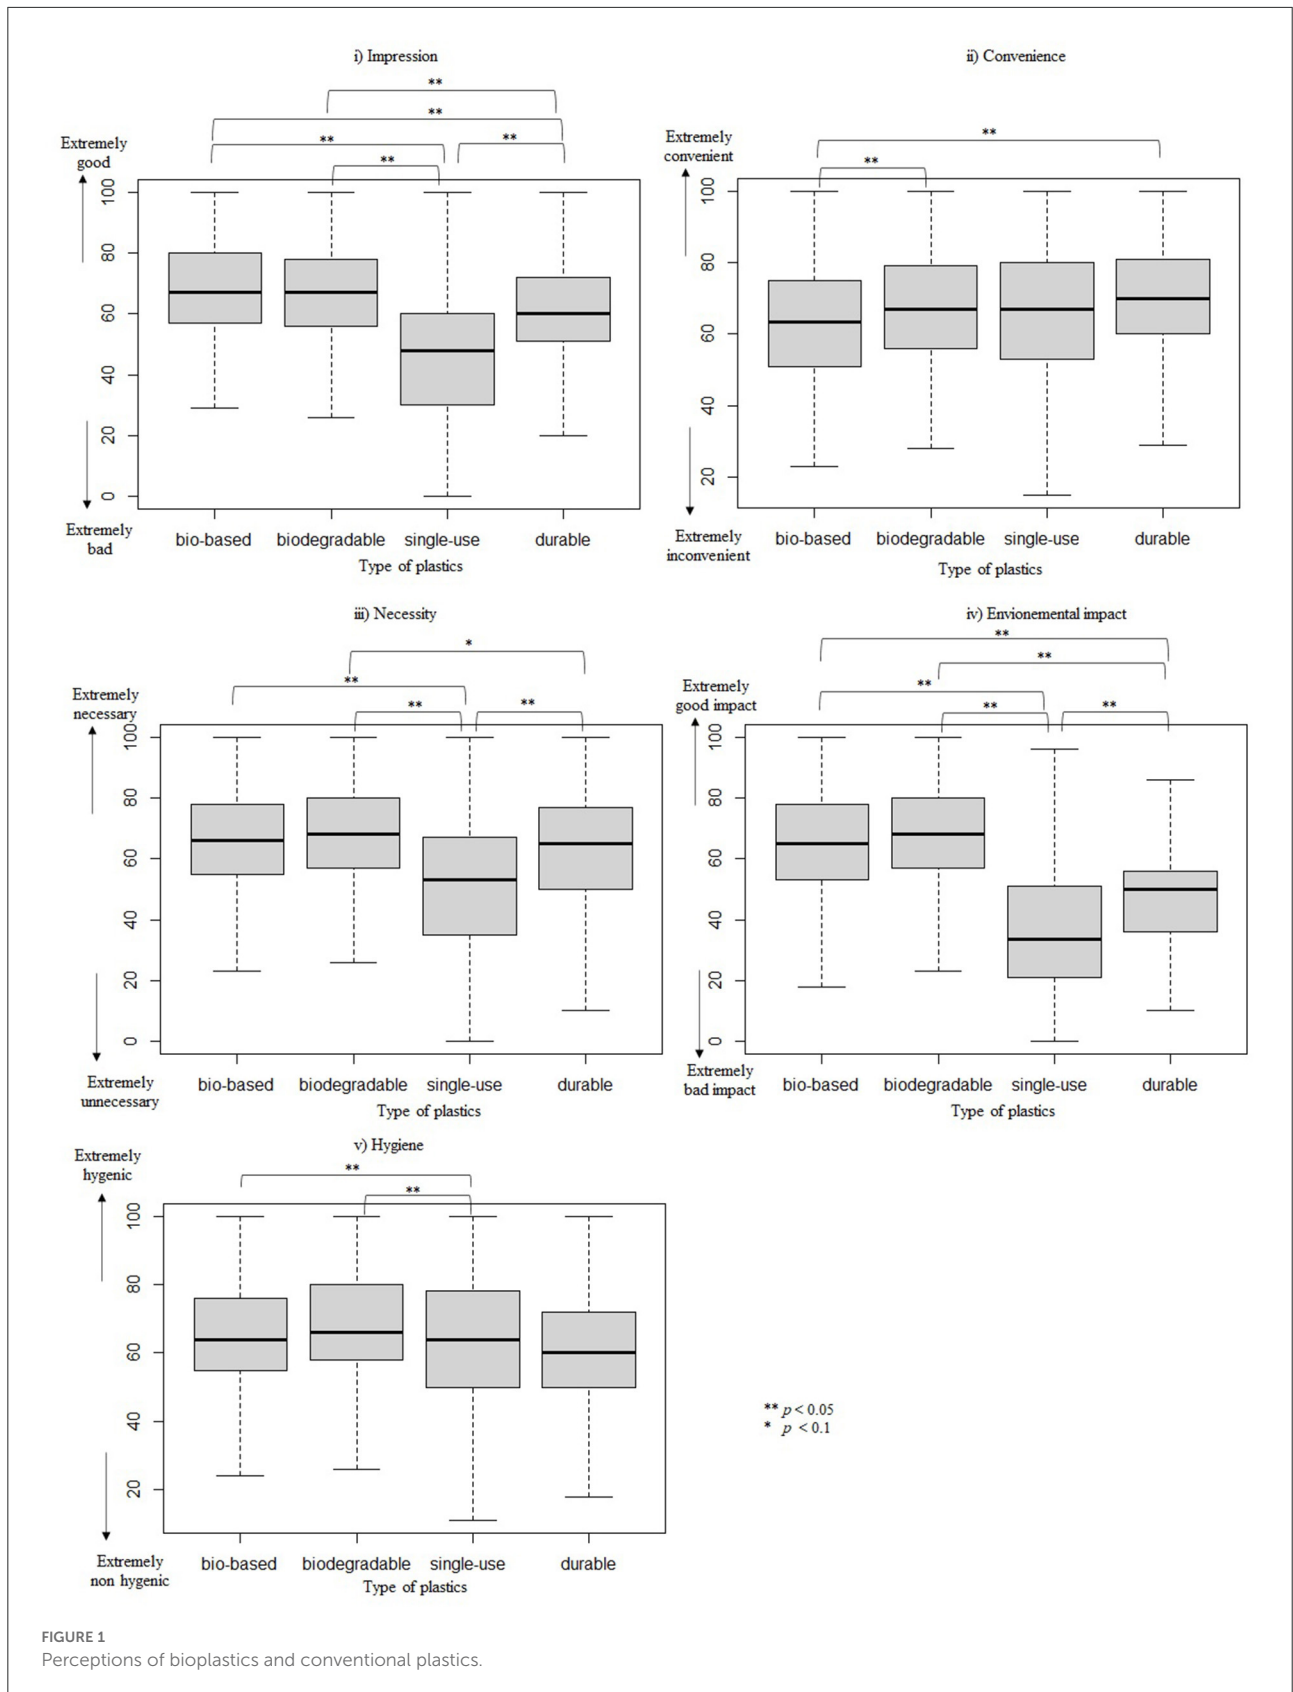 i) Impression
**
**
**
**
**
Extremely
good
100
80
60
40
20
0
Extremely
bad
bio-based biodegradable single-use durable
Type of plastics
ii) Convenience
**
**
Extremely
convenient
100
80
60
40
20
Extremely
inconvenient
bio-based biodegradable single-use durable
Type of plastics
iii) Necessity
*
**
**
**
Extremely
necessary
100
80
60
40
20
0
Extremely
unnecessary
bio-based biodegradable single-use durable
Type of plastics
iv) Envionemental impact
**
**
**
**
**
Extremely
good impact
100
80
60
40
20
0
Extremely
bad impact
bio-based biodegradable single-use durable
Type of plastics
v) Hygiene
**
**
Extremely
hygenic
100
80
60
40
20
Extremely
non hygenic
bio-based biodegradable single-use durable
Type of plastics
** p < 0.05
* p < 0.1
FIGURE 1
Perceptions of bioplastics and conventional plastics.